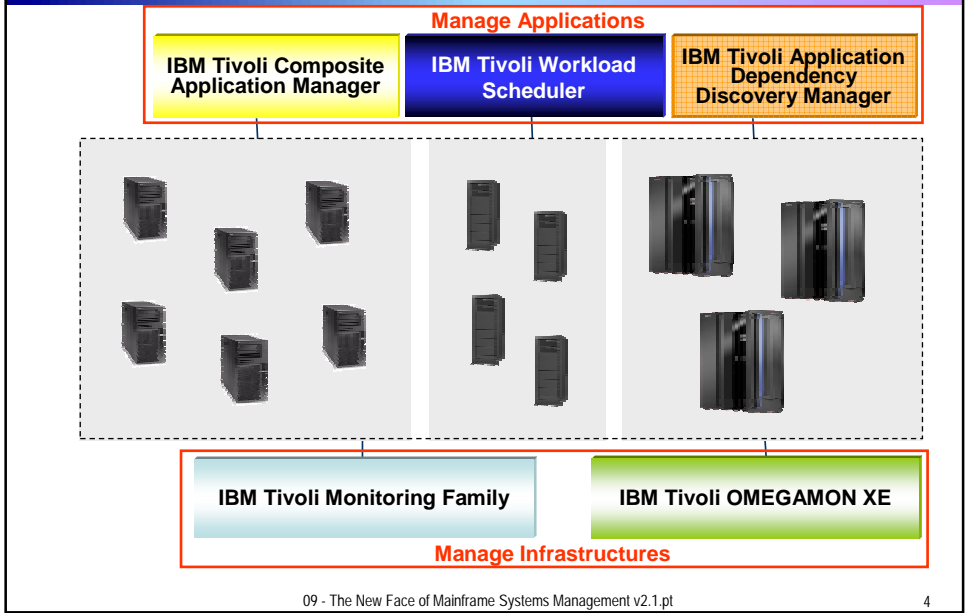 Manage Applications
IBM Tivoli Composite
Application Manager
IBM Tivoli Workload
Scheduler
IBM Tivoli Application
Dependency
Discovery Manager
IBM Tivoli Monitoring Family
IBM Tivoli OMEGAMON XE
Manage Infrastructures
09 - The New Face of Mainframe Systems Management v2.1.pt
4